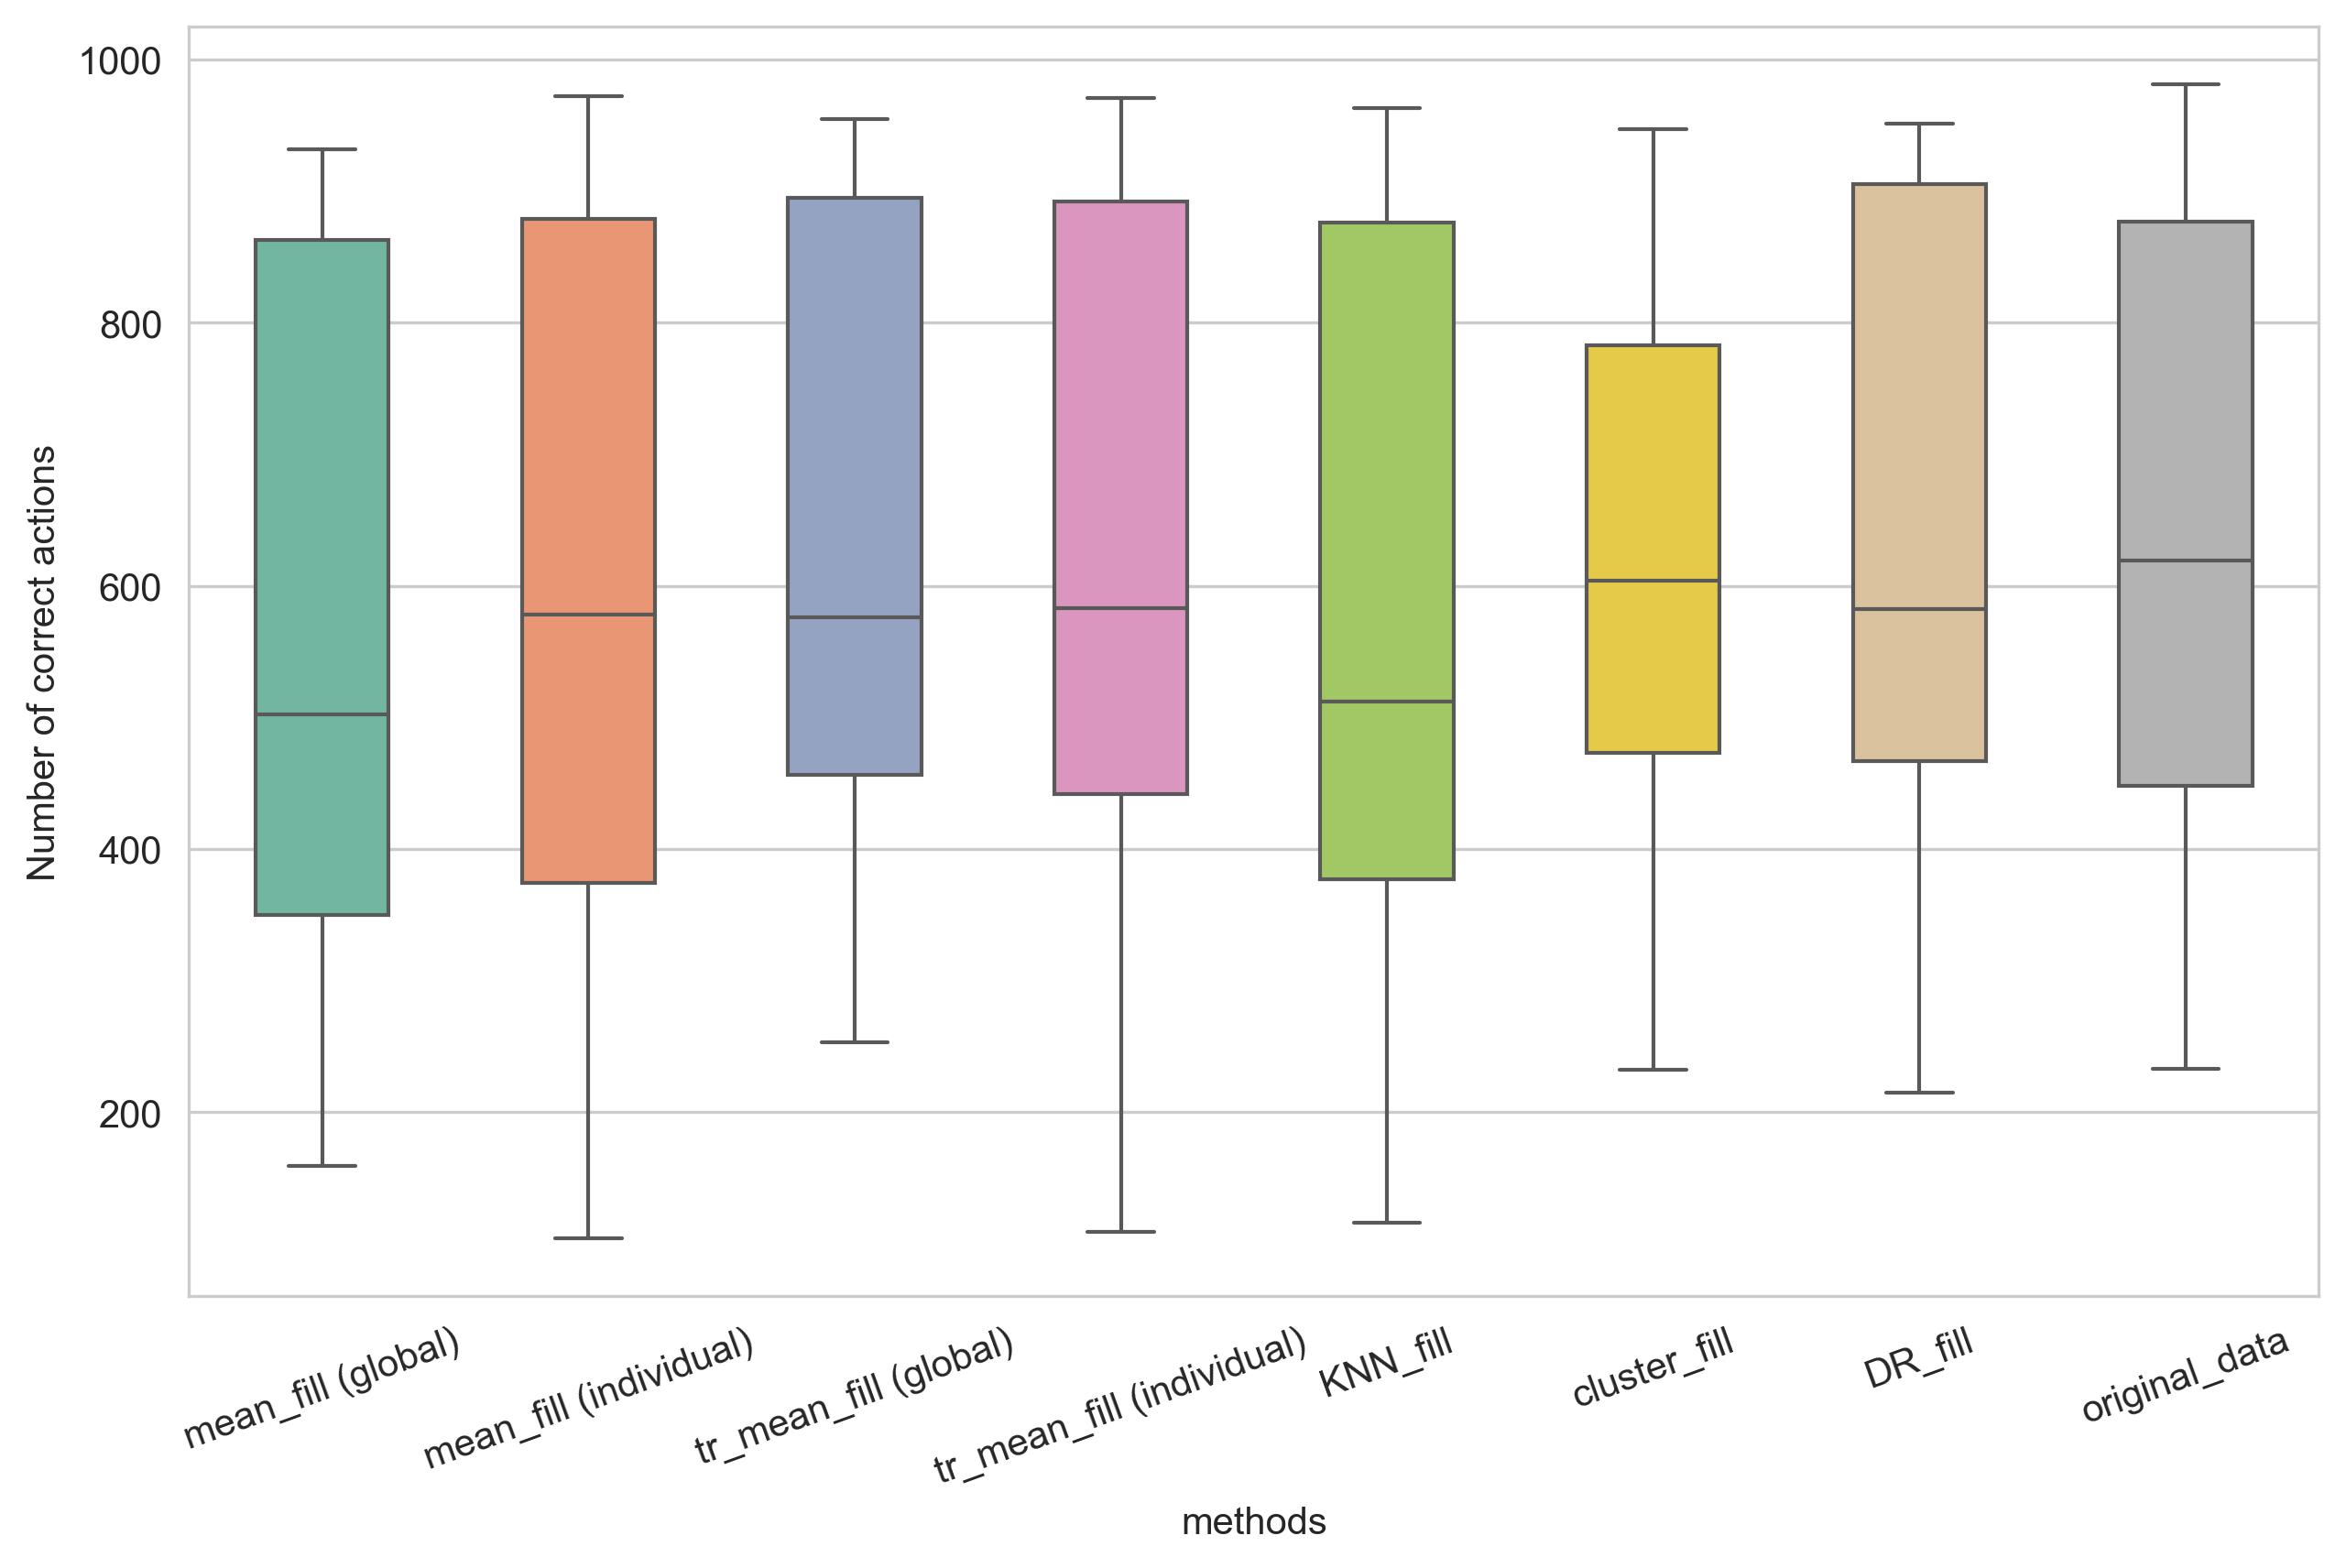 1000
800
600
400
200
Number of correct actions
mean_fill (global)
mean_fill (individual)
tr_mean_fill (global)
tr_mean_fill (individual)
KNN_fill
cluster_fill
DR_fill
original_data
methods